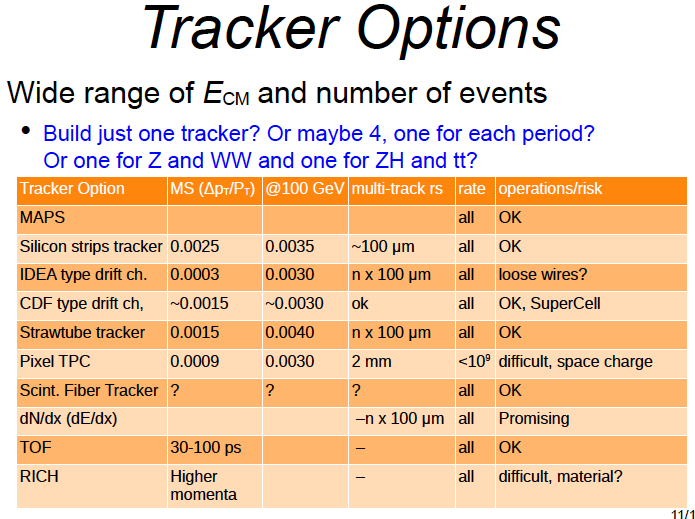 Tracker Options
Wide range of ECM and number of events
• Build just one tracker? Or maybe 4, one for each period?
Or one for Z and WW and one for ZH and tt?
Tracker Option MS (ΔpT/PT) @100 GeV multi-track rs rate operations/risk
MAPS all OK
Silicon strips tracker 0.0025 0.0035 ~100 μm all OK
IDEA type drift ch. 0.0003 0.0030 n x 100 μm all loose wires?
CDF type drift ch, ~0.0015 ~0.0030 ok all OK, SuperCell
Strawtube tracker 0.0015 0.0040 n x 100 μm all OK
Pixel TPC 0.0009 0.0030 2 mm <10⁹ difficult, space charge
Scint. Fiber Tracker ? ? ? all OK
dN/dx (dE/dx) –n x 100 μm all Promising
TOF 30-100 ps – all OK
RICH Higher momenta – all difficult, material?
11/1